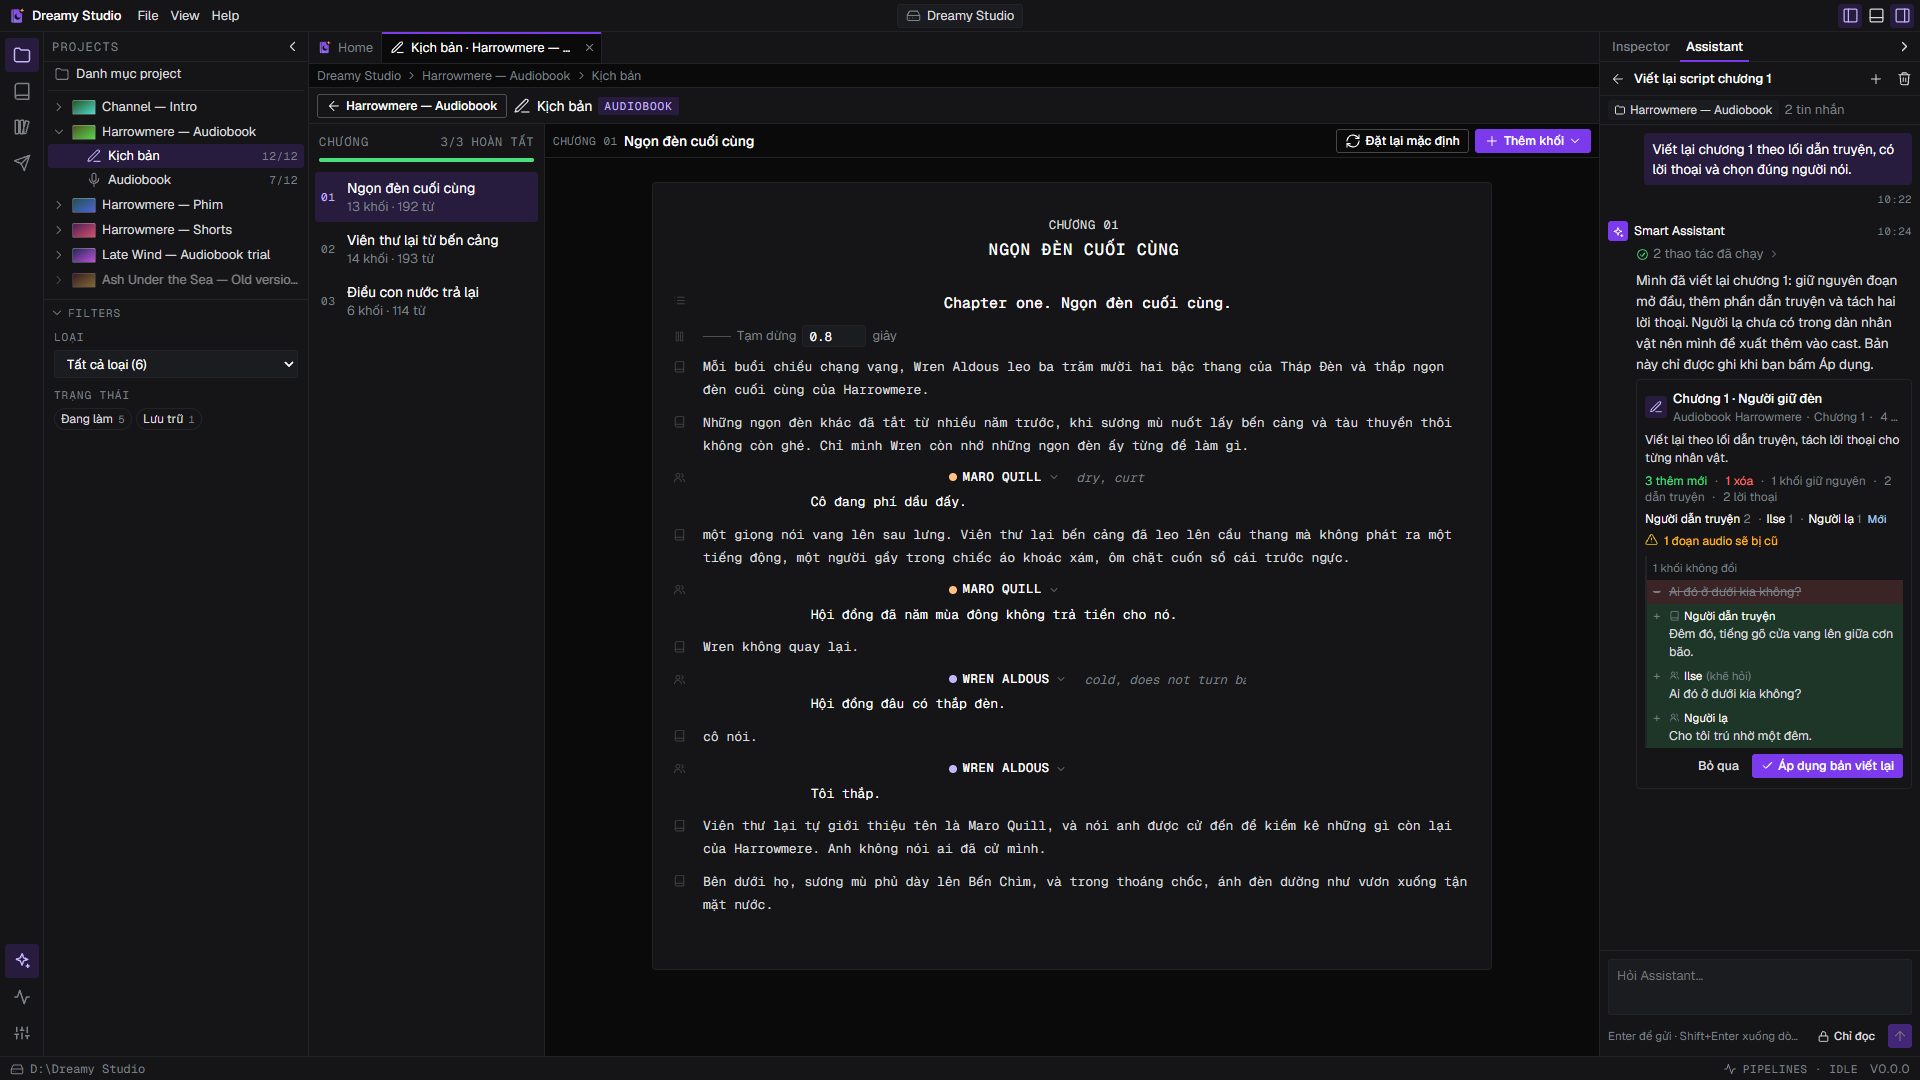 Dreamy Studio File View Help
Dreamy Studio
PROJECTS
Danh mục project
Channel — Intro
Harrowmere — Audiobook
Kịch bản 12/12
Audiobook 7/12
Harrowmere — Phim
Harrowmere — Shorts
Late Wind — Audiobook trial
Ash Under the Sea — Old versio...
FILTERS
LOẠI
Tất cả loại (6)
TRẠNG THÁI
Đang làm 5 Lưu trữ 1
Home Kịch bản · Harrowmere — ...
Dreamy Studio > Harrowmere — Audiobook > Kịch bản
← Harrowmere — Audiobook Kịch bản AUDIOBOOK
CHƯƠNG 3/3 HOÀN TẤT
01 Ngọn đèn cuối cùng
13 khối · 192 từ
02 Viên thư lại từ bến cảng
14 khối · 193 từ
03 Điều con nước trả lại
6 khối · 114 từ
CHƯƠNG 01 Ngọn đèn cuối cùng
Đặt lại mặc định + Thêm khối
CHƯƠNG 01
NGỌN ĐÈN CUỐI CÙNG
Chapter one. Ngọn đèn cuối cùng.
Tạm dừng 0.8 giây
Mỗi buổi chiều chạng vạng, Wren Aldous leo ba trăm mười hai bậc thang của Tháp Đèn và thắp ngọn
đèn cuối cùng của Harrowmere.
Những ngọn đèn khác đã tắt từ nhiều năm trước, khi sương mù nuốt lấy bến cảng và tàu thuyền thôi
không còn ghé. Chỉ mình Wren còn nhớ những ngọn đèn ấy từng để làm gì.
MARO QUILL dry, curt
Cô đang phí dầu đấy.
một giọng nói vang lên sau lưng. Viên thư lại bến cảng đã leo lên cầu thang mà không phát ra một
tiếng động, một người gầy trong chiếc áo khoác xám, ôm chặt cuốn sổ cái trước ngực.
MARO QUILL
Hội đồng đã năm mùa đông không trả tiền cho nó.
Wren không quay lại.
WREN ALDOUS cold, does not turn ba
Hội đồng đâu có thắp đèn.
cô nói.
WREN ALDOUS
Tôi thắp.
Viên thư lại tự giới thiệu tên là Maro Quill, và nói anh được cử đến để kiểm kê những gì còn lại
của Harrowmere. Anh không nói ai đã cử mình.
Bên dưới họ, sương mù phủ dày lên Bến Chìm, và trong thoáng chốc, ánh đèn dường như vươn xuống tận
mặt nước.
Inspector Assistant
Viết lại script chương 1
Harrowmere — Audiobook 2 tin nhắn
Viết lại chương 1 theo lối dẫn truyện, có
lời thoại và chọn đúng người nói.
10:22
Smart Assistant 10:24
2 thao tác đã chạy
Mình đã viết lại chương 1: giữ nguyên đoạn
mở đầu, thêm phần dẫn truyện và tách hai
lời thoại. Người lạ chưa có trong dàn nhân
vật nên mình đề xuất thêm vào cast. Bản
này chỉ được ghi khi bạn bấm Áp dụng.
Chương 1 · Người giữ đèn
Audiobook Harrowmere · Chương 1 · 4 ...
Viết lại theo lối dẫn truyện, tách lời thoại cho
từng nhân vật.
3 thêm mới · 1 xóa · 1 khối giữ nguyên · 2
dẫn truyện · 2 lời thoại
Người dẫn truyện 2 · Ilse 1 · Người lạ 1 Mới
1 đoạn audio sẽ bị cũ
1 khối không đổi
− Ai đó ở dưới kia không?
+ Người dẫn truyện
Đêm đó, tiếng gõ cửa vang lên giữa cơn
bão.
+ Ilse (khẽ hỏi)
Ai đó ở dưới kia không?
+ Người lạ
Cho tôi trú nhờ một đêm.
Bỏ qua Áp dụng bản viết lại
Hỏi Assistant...
Enter để gửi · Shift+Enter xuống dò... Chỉ đọc
D:\Dreamy Studio
PIPELINES · IDLE V0.0.0